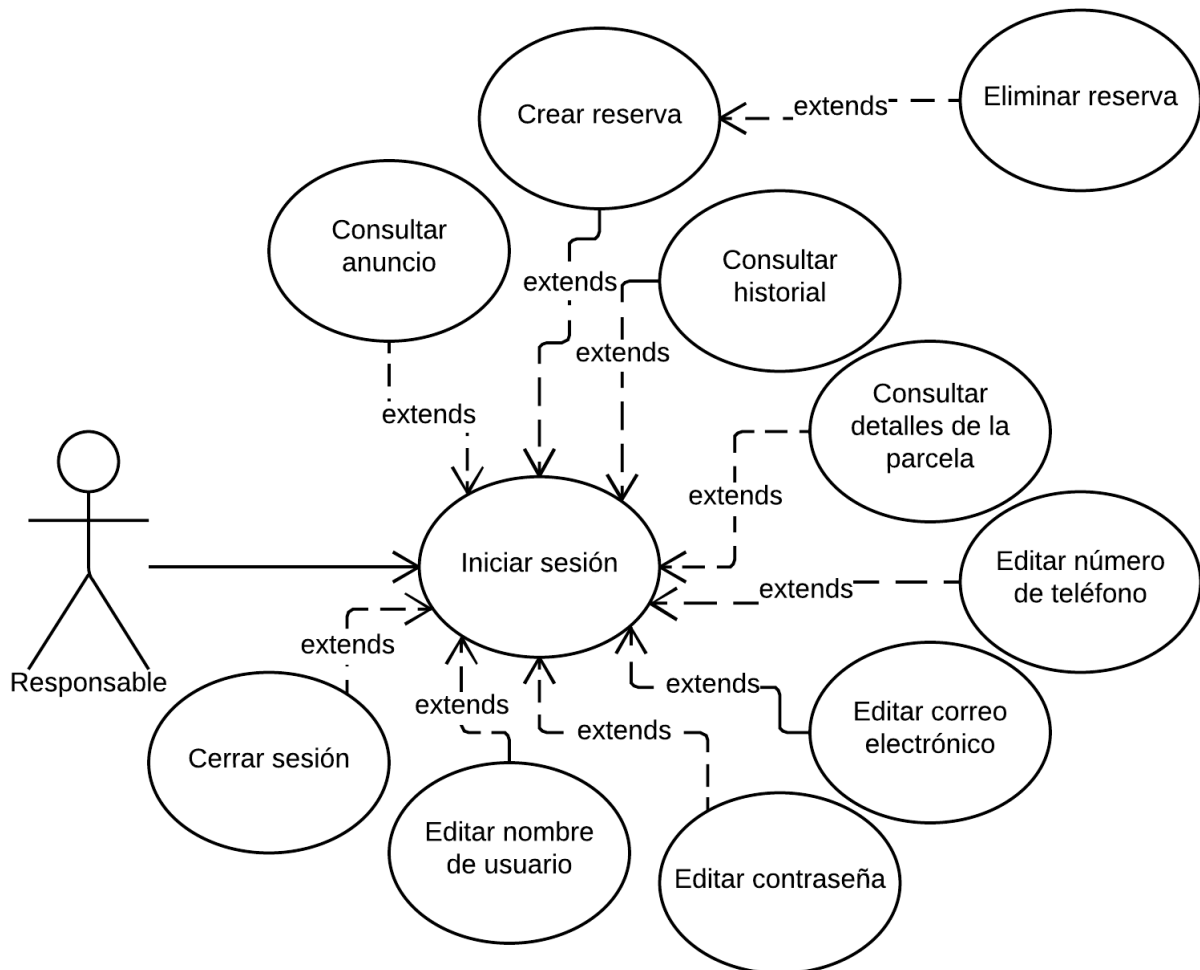 Crear reserva
extends
Eliminar reserva
Consultar
anuncio
extends
Consultar
historial
extends
extends
Consultar
detalles de la
parcela
extends
Iniciar sesión
Editar número
de teléfono
extends
extends
Responsable
extends
extends
Editar correo
electrónico
extends
Cerrar sesión
Editar nombre
de usuario
Editar contraseña